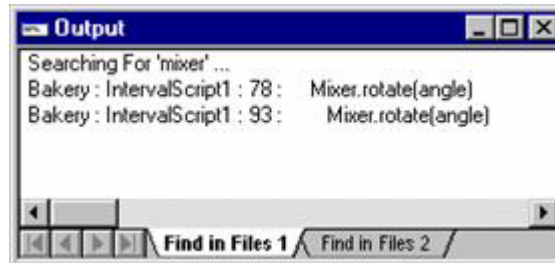 Output
Searching For 'mixer' ...
Bakery : IntervalScript1 : 78 : Mixer.rotate(angle)
Bakery : IntervalScript1 : 93 : Mixer.rotate(angle)
Find in Files 1 Find in Files 2